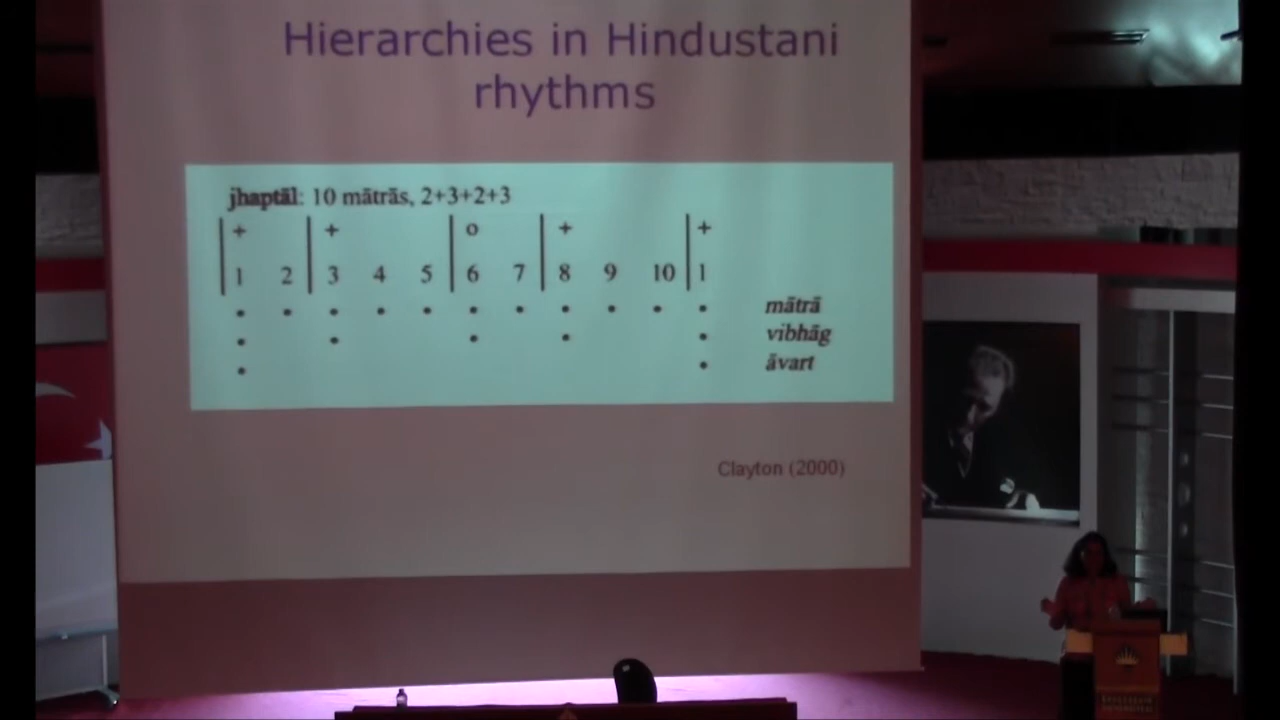 Hierarchies in Hindustani
rhythms
jhaptāl: 10 mātrās, 2+3+2+3
+ + o + +
1 2 3 4 5 6 7 8 9 10 1
mātrā
vibhāg
āvart
Clayton (2000)